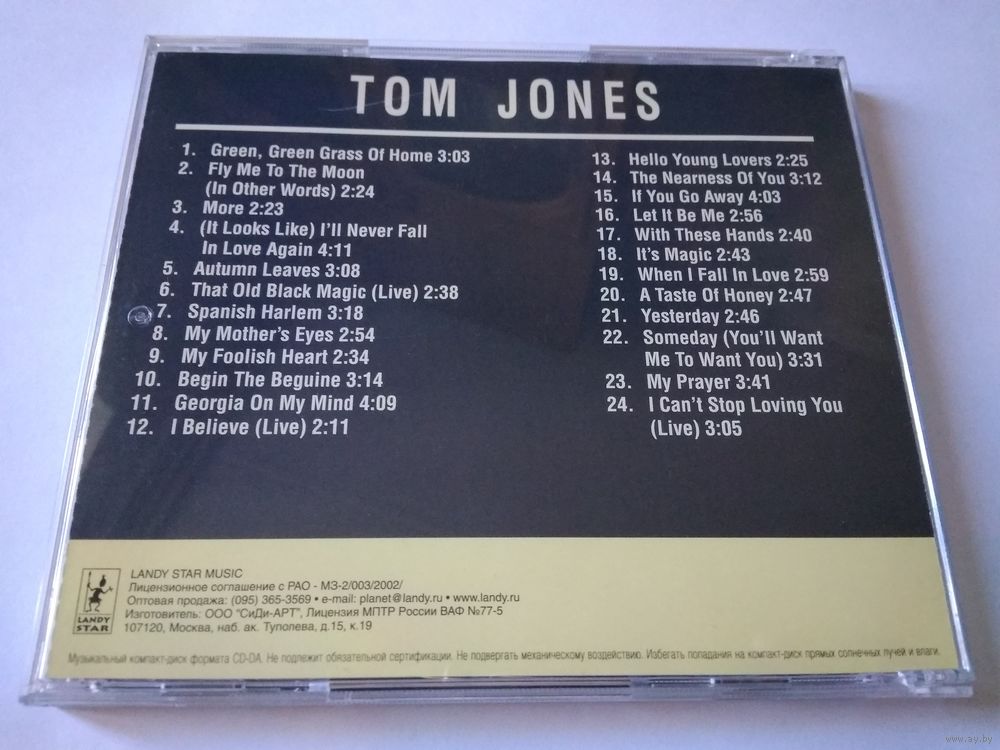 TOM JONES
1. Green, Green Grass Of Home 3:03
2. Fly Me To The Moon
(In Other Words) 2:24
3. More 2:23
4. (It Looks Like) I'll Never Fall
In Love Again 4:11
5. Autumn Leaves 3:08
6. That Old Black Magic (Live) 2:38
7. Spanish Harlem 3:18
8. My Mother's Eyes 2:54
9. My Foolish Heart 2:34
10. Begin The Beguine 3:14
11. Georgia On My Mind 4:09
12. I Believe (Live) 2:11
13. Hello Young Lovers 2:25
14. The Nearness Of You 3:12
15. If You Go Away 4:03
16. Let It Be Me 2:56
17. With These Hands 2:40
18. It's Magic 2:43
19. When I Fall In Love 2:59
20. A Taste Of Honey 2:47
21. Yesterday 2:46
22. Someday (You'll Want
Me To Want You) 3:31
23. My Prayer 3:41
24. I Can't Stop Loving You
(Live) 3:05
LANDY
STAR
LANDY STAR MUSIC
Лицензионное соглашение с РАО - МЗ-2/003/2002/
Оптовая продажа: (095) 365-3569 • e-mail: planet@landy.ru • www.landy.ru
Изготовитель: ООО "СиДи-АРТ", Лицензия МПТР России ВАФ №77-5
107120, Москва, наб. ак. Туполева, д.15, к.19
Музыкальный компакт-диск формата CD-DA. Не подлежит обязательной сертификации. Не подвергать механическому воздействию. Избегать попадания на компакт-диск прямых солнечных лучей и влаги.
www.ay.by